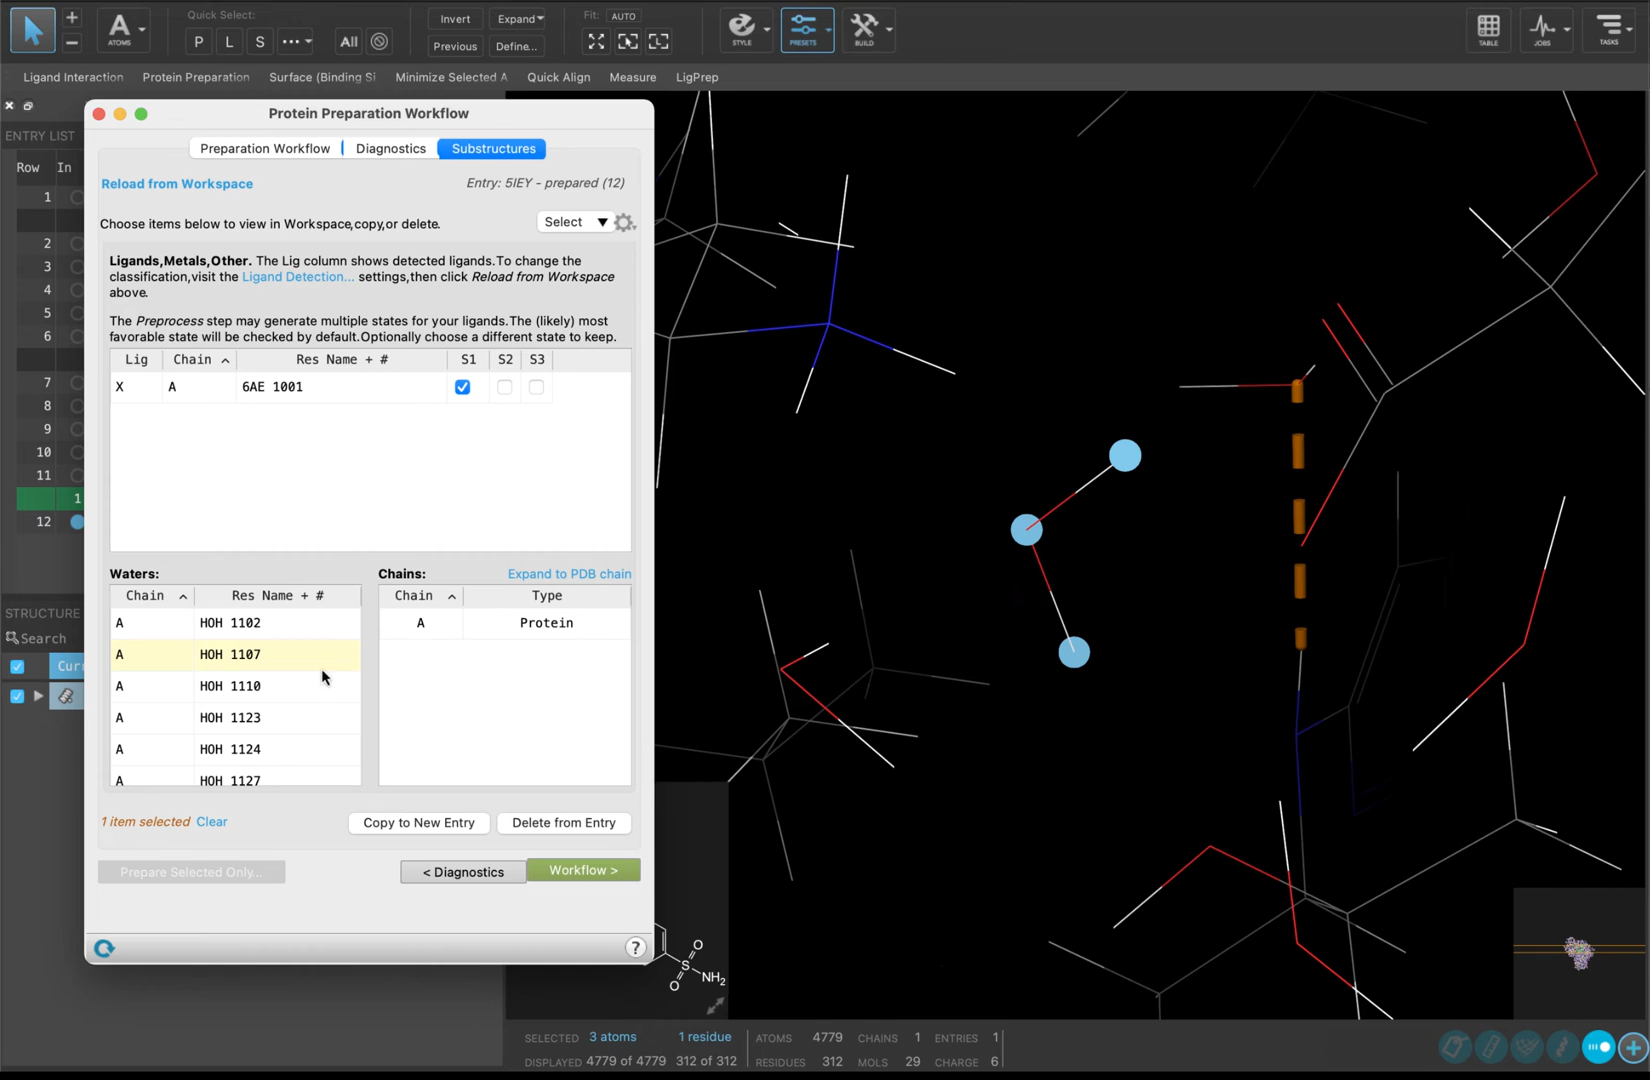 Quick Select:
Invert
Expand
Fit: AUTO
A
ATOMS
P L S ... All
Previous
Define...
STYLE
PRESETS
BUILD
TABLE
JOBS
TASKS
Ligand Interaction
Protein Preparation
Surface (Binding Si
Minimize Selected A
Quick Align
Measure
LigPrep
Protein Preparation Workflow
ENTRY LIST
Preparation Workflow
Diagnostics
Substructures
Row In
Reload from Workspace
Entry: 5IEY - prepared (12)
1
Choose items below to view in Workspace,copy,or delete.
Select
2
3
4
5
6
7
8
9
10
11
1
12
Ligands,Metals,Other. The Lig column shows detected ligands.To change the
classification,visit the Ligand Detection... settings,then click Reload from Workspace
above.
The Preprocess step may generate multiple states for your ligands.The (likely) most
favorable state will be checked by default.Optionally choose a different state to keep.
Lig Chain Res Name + # S1 S2 S3
X A 6AE 1001
Waters:
Chains:
Expand to PDB chain
Chain Res Name + #
Chain Type
STRUCTURE
Search
Curr
A HOH 1102
A Protein
A HOH 1107
A HOH 1110
A HOH 1123
A HOH 1124
A HOH 1127
1 item selected Clear
Copy to New Entry
Delete from Entry
Prepare Selected Only...
< Diagnostics
Workflow >
?
O
S
NH2
O
SELECTED 3 atoms 1 residue
ATOMS 4779 CHAINS 1 ENTRIES 1
DISPLAYED 4779 of 4779 312 of 312
RESIDUES 312 MOLS 29 CHARGE 6